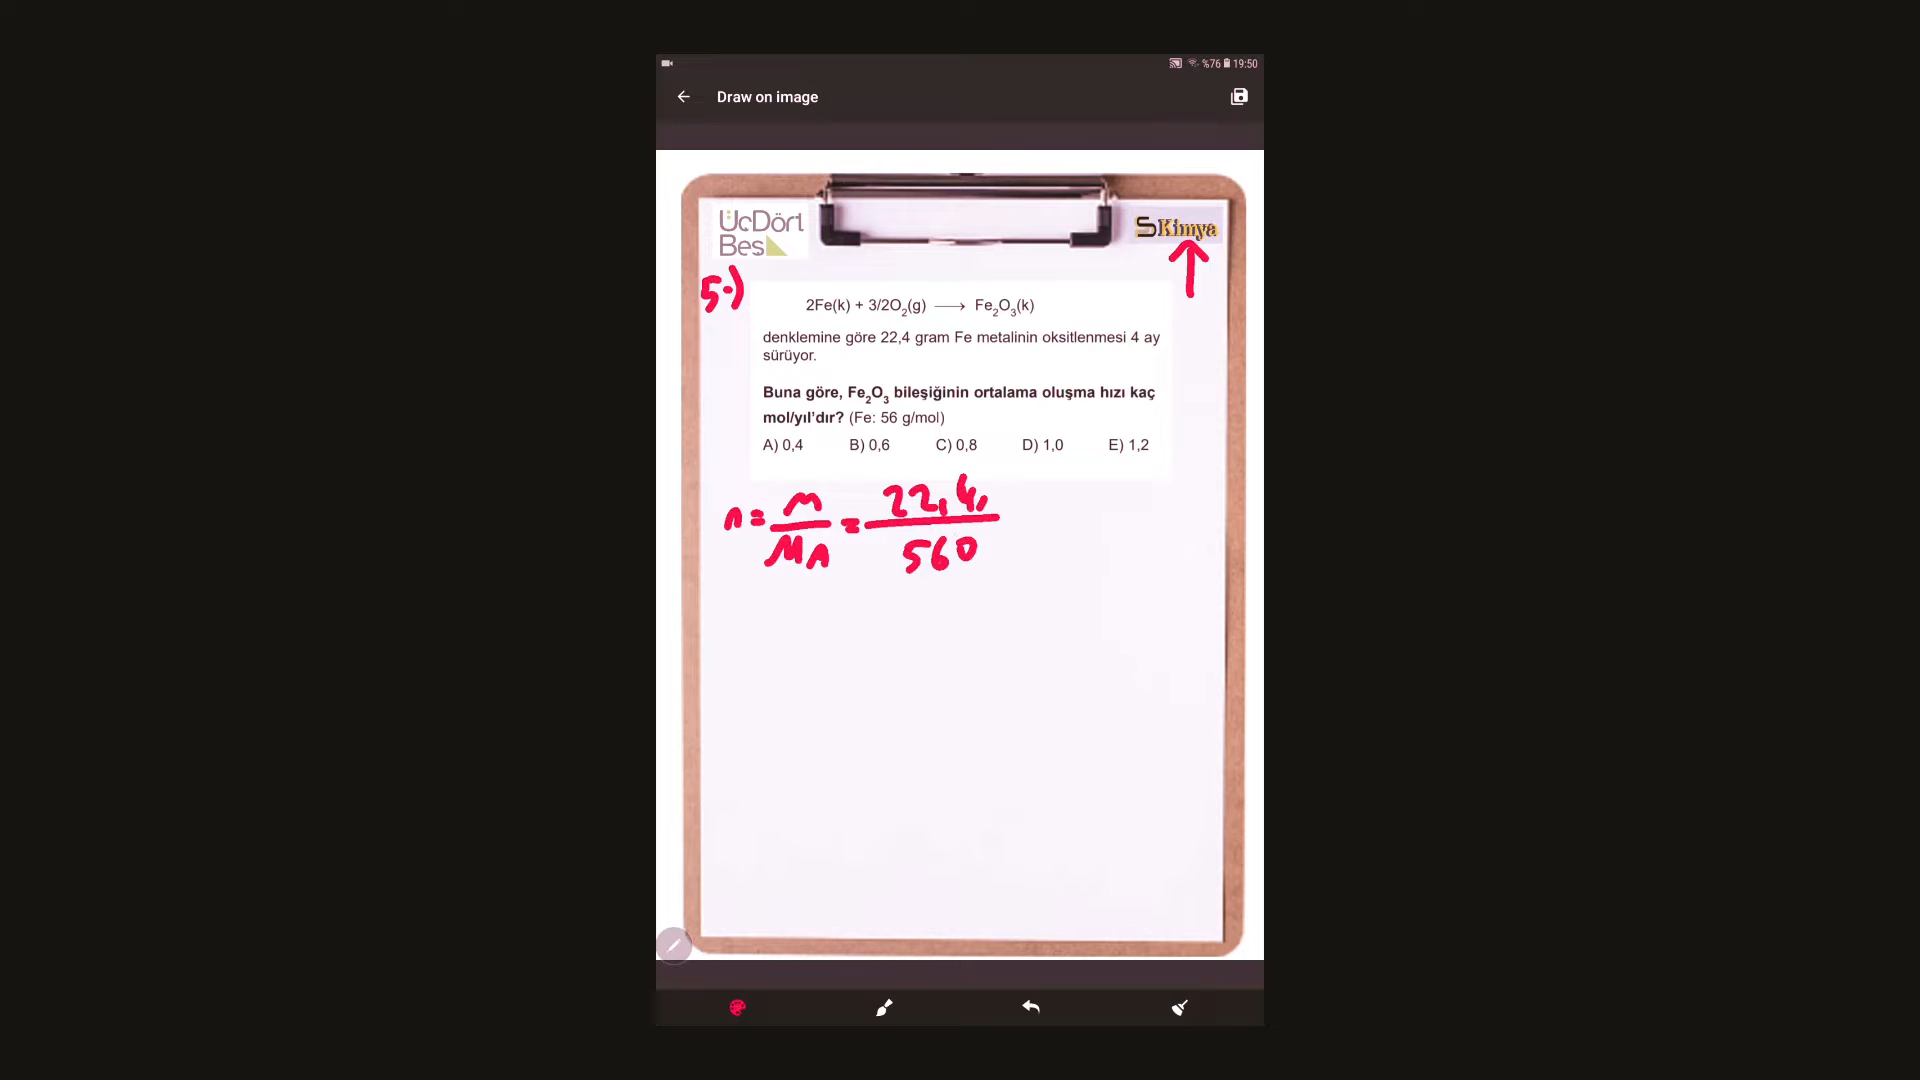 %76 19:50
Draw on image
ÜçDört
Beş
5Kimya
5-)
2Fe(k) + 3/2O2(g) ⟶ Fe2O3(k)
denklemine göre 22,4 gram Fe metalinin oksitlenmesi 4 ay
sürüyor.
Buna göre, Fe2O3 bileşiğinin ortalama oluşma hızı kaç
mol/yıl'dır? (Fe: 56 g/mol)
A) 0,4 B) 0,6 C) 0,8 D) 1,0 E) 1,2
n = m / MA = 22,4, / 560